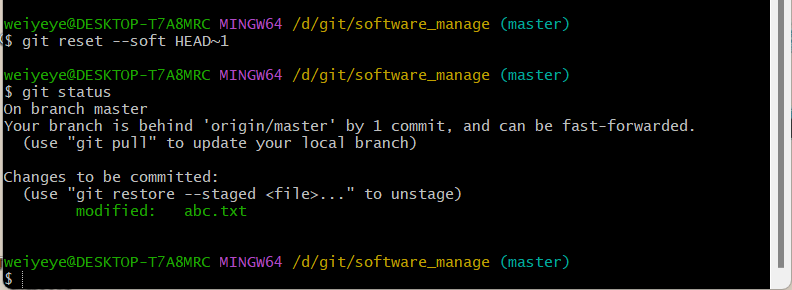 weiyeye@DESKTOP-T7A8MRC MINGW64 /d/git/software_manage (master)
$ git reset --soft HEAD~1
weiyeye@DESKTOP-T7A8MRC MINGW64 /d/git/software_manage (master)
$ git status
On branch master
Your branch is behind 'origin/master' by 1 commit, and can be fast-forwarded.
  (use "git pull" to update your local branch)
Changes to be committed:
  (use "git restore --staged <file>..." to unstage)
        modified:   abc.txt
weiyeye@DESKTOP-T7A8MRC MINGW64 /d/git/software_manage (master)
$